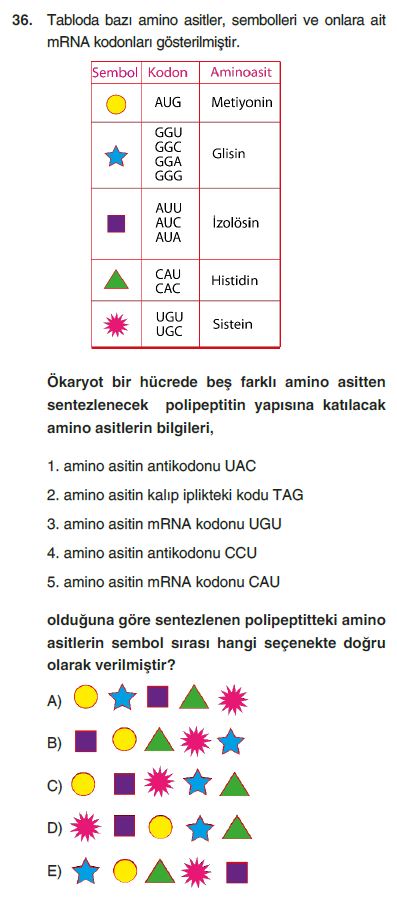 36. Tabloda bazı amino asitler, sembolleri ve onlara ait
mRNA kodonları gösterilmiştir.
Sembol Kodon Aminoasit
AUG Metiyonin
GGU
GGC
GGA
GGG
Glisin
AUU
AUC
AUA
İzolösin
CAU
CAC
Histidin
UGU
UGC
Sistein
Ökaryot bir hücrede beş farklı amino asitten
sentezlenecek polipeptitin yapısına katılacak
amino asitlerin bilgileri,
1. amino asitin antikodonu UAC
2. amino asitin kalıp iplikteki kodu TAG
3. amino asitin mRNA kodonu UGU
4. amino asitin antikodonu CCU
5. amino asitin mRNA kodonu CAU
olduğuna göre sentezlenen polipeptitteki amino
asitlerin sembol sırası hangi seçenekte doğru
olarak verilmiştir?
A)
B)
C)
D)
E)